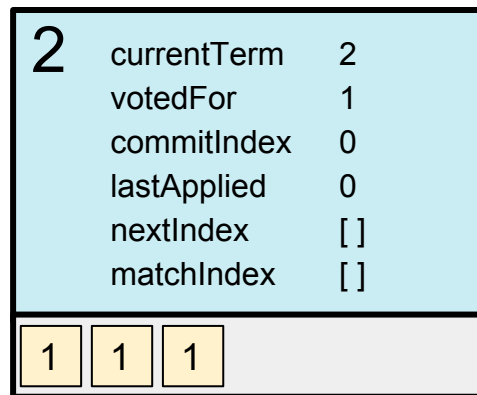 2
currentTerm 2
votedFor 1
commitIndex 0
lastApplied 0
nextIndex [ ]
matchIndex [ ]
1 1 1